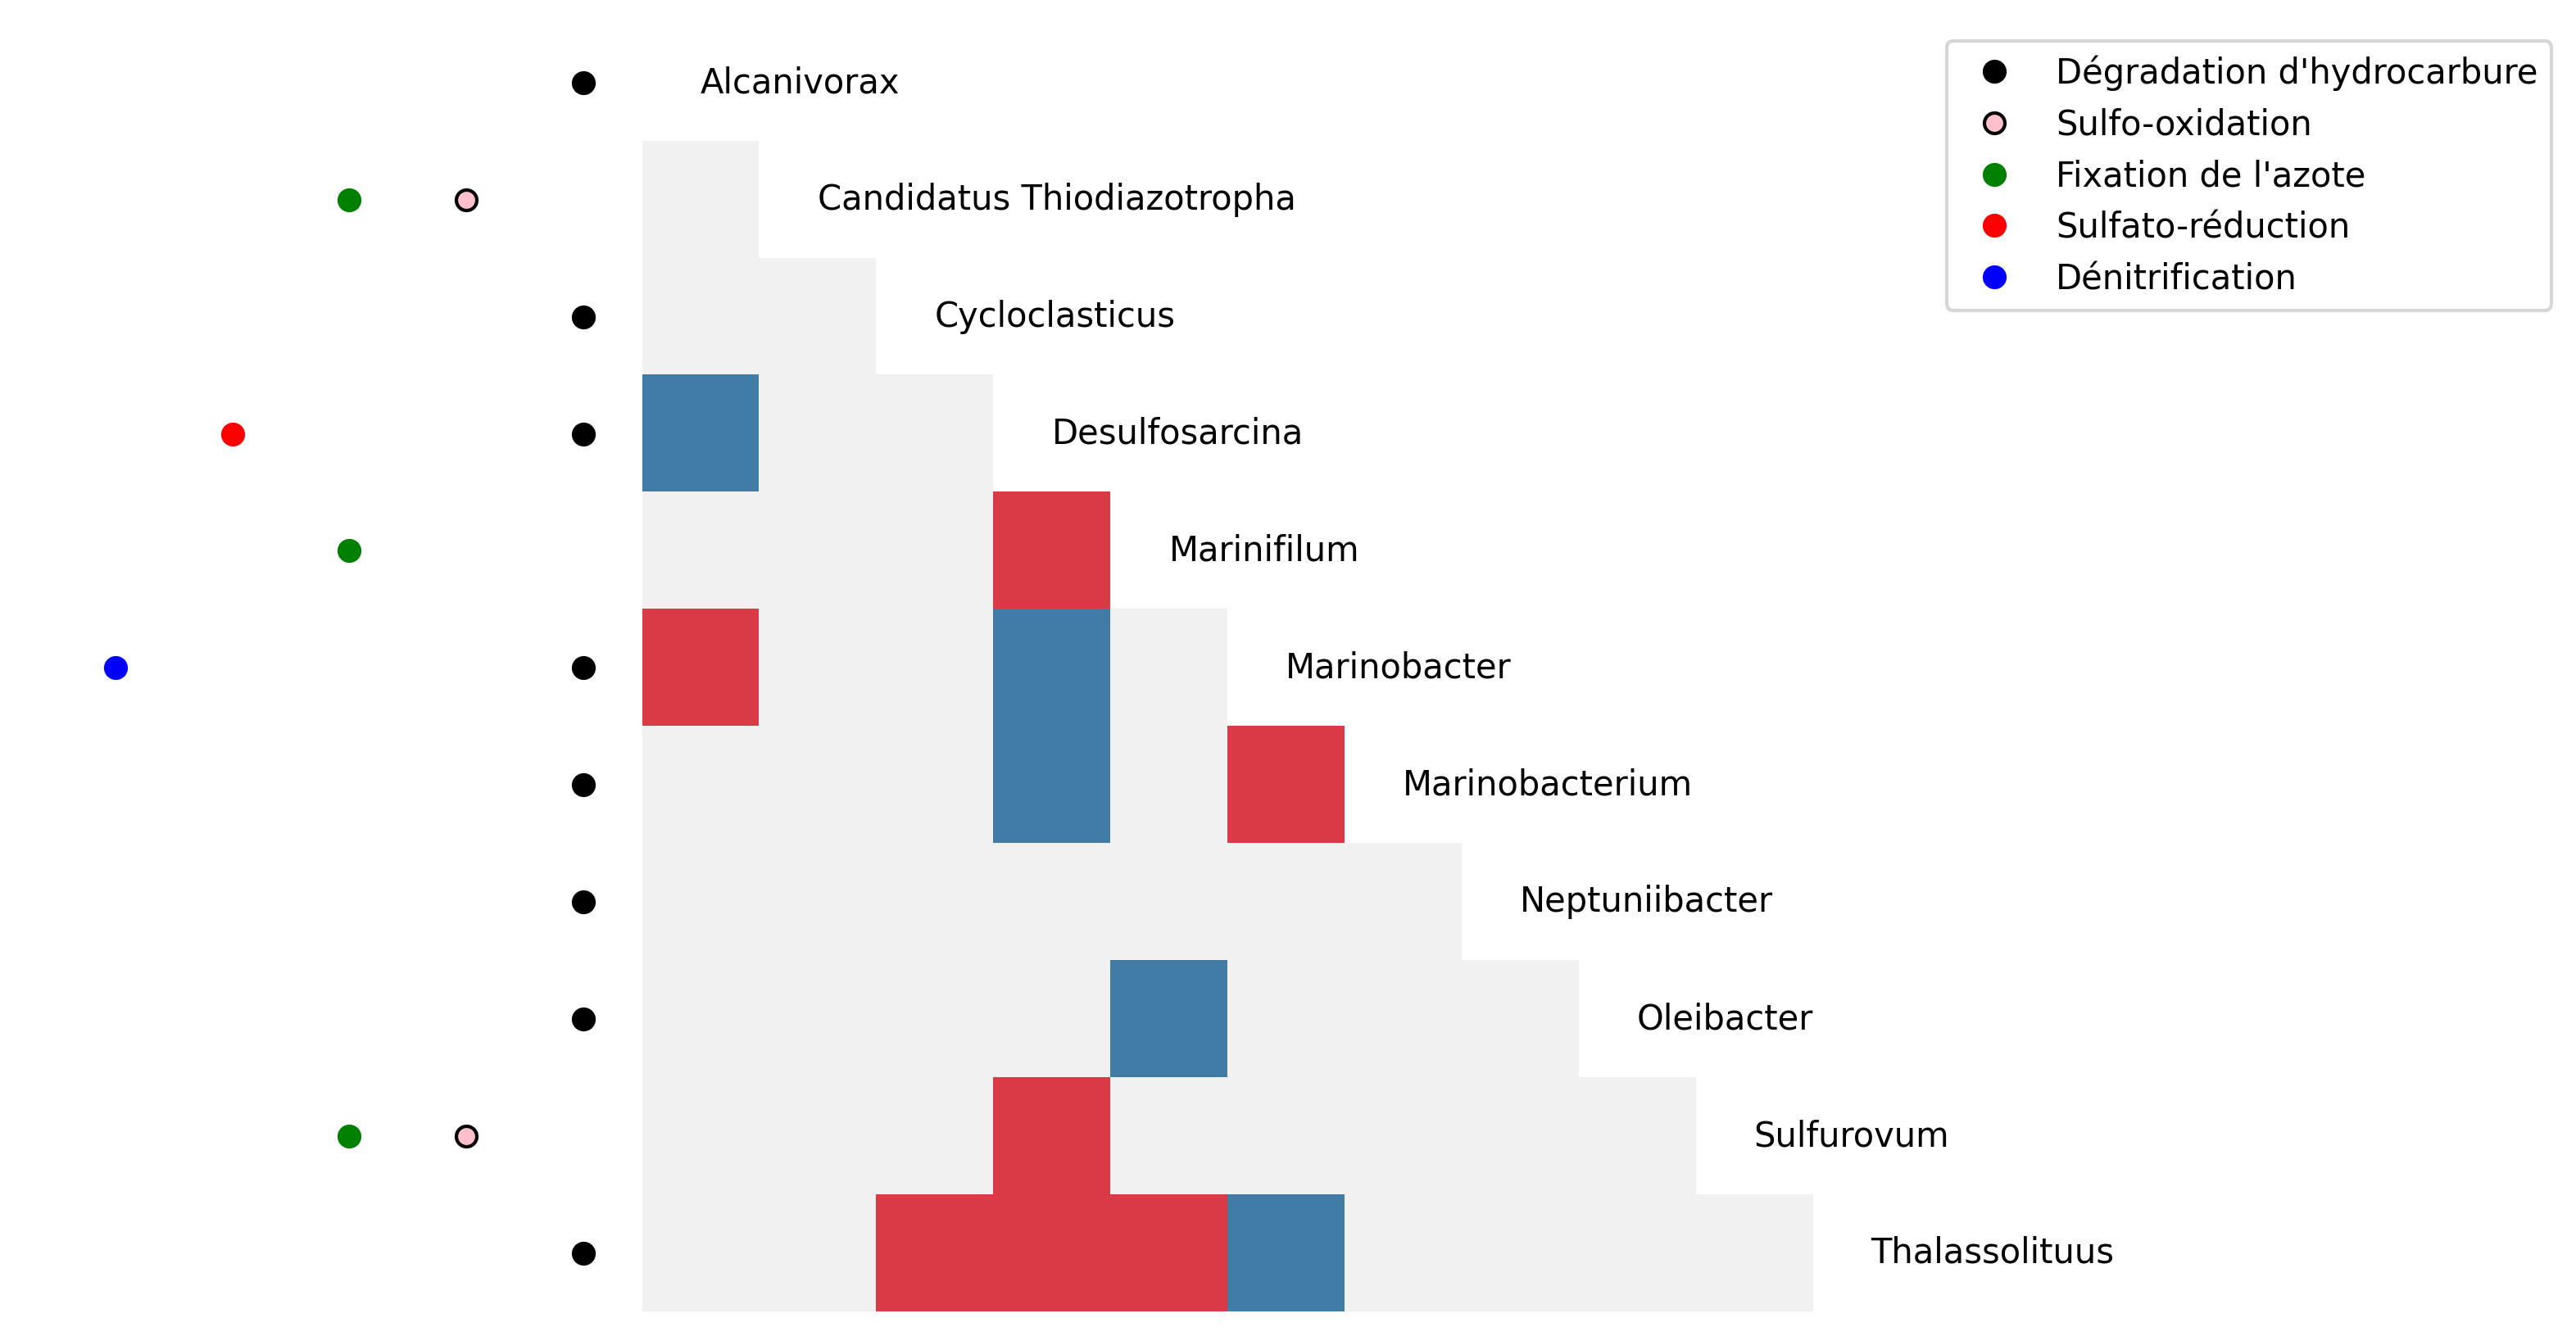 Alcanivorax
Candidatus Thiodiazotropha
Cycloclasticus
Desulfosarcina
Marinifilum
Marinobacter
Marinobacterium
Neptuniibacter
Oleibacter
Sulfurovum
Thalassolituus
Dégradation d'hydrocarbure
Sulfo-oxidation
Fixation de l'azote
Sulfato-réduction
Dénitrification